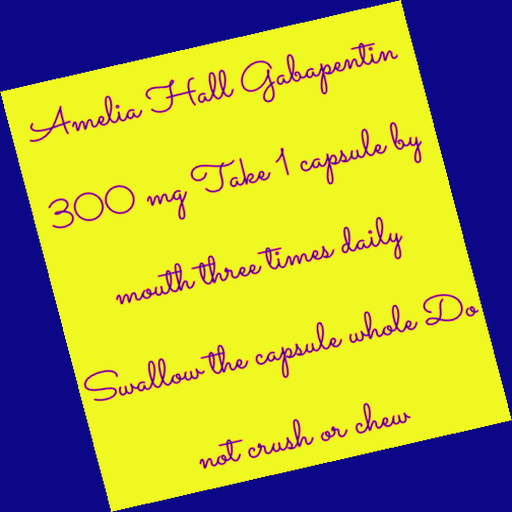 Amelia Hall Gabapentin
300 mg Take 1 capsule by
mouth three times daily
Swallow the capsule whole Do
not crush or chew